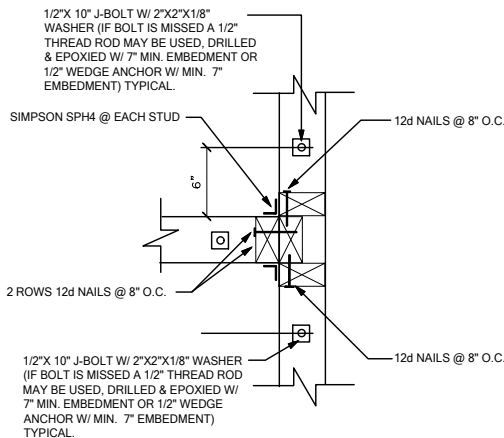 1/2"X 10" J-BOLT W/ 2"X2"X1/8"
WASHER (IF BOLT IS MISSED A 1/2"
THREAD ROD MAY BE USED, DRILLED
& EPOXIED W/ 7" MIN. EMBEDMENT OR
1/2" WEDGE ANCHOR W/ MIN. 7"
EMBEDMENT) TYPICAL.
SIMPSON SPH4 @ EACH STUD
12d NAILS @ 8" O.C.
6"
2 ROWS 12d NAILS @ 8" O.C.
12d NAILS @ 8" O.C.
1/2"X 10" J-BOLT W/ 2"X2"X1/8" WASHER
(IF BOLT IS MISSED A 1/2" THREAD ROD
MAY BE USED, DRILLED & EPOXIED W/
7" MIN. EMBEDMENT OR 1/2" WEDGE
ANCHOR W/ MIN. 7" EMBEDMENT)
TYPICAL.